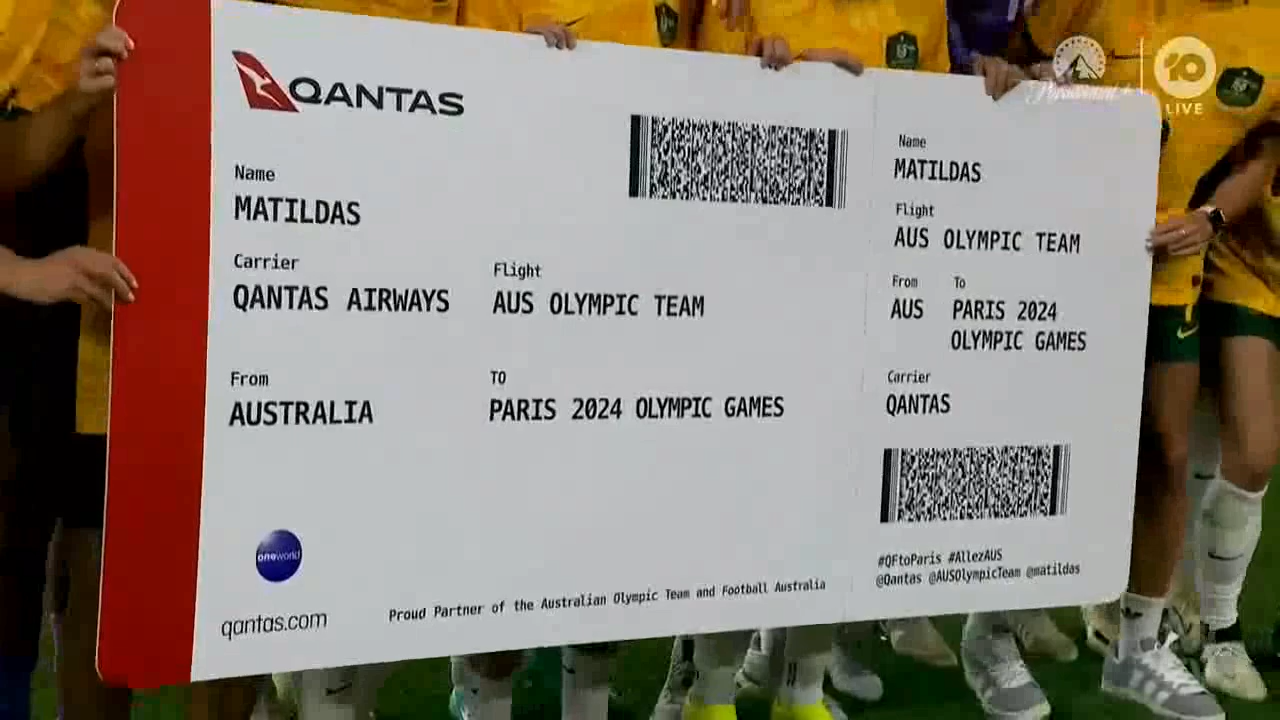 QANTAS
Name
MATILDAS
Carrier
QANTAS AIRWAYS
Flight
AUS OLYMPIC TEAM
From
AUSTRALIA
TO
PARIS 2024 OLYMPIC GAMES
oneworld
qantas.com
Proud Partner of the Australian Olympic Team and Football Australia
Name
MATILDAS
Flight
AUS OLYMPIC TEAM
From To
AUS PARIS 2024
OLYMPIC GAMES
Carrier
QANTAS
#QFtoParis #AllezAUS
@Qantas @AUSOlympicTeam @matildas
Paramount+
10
LIVE